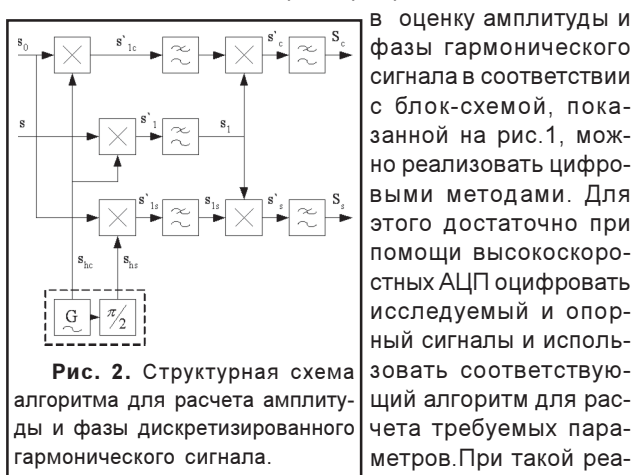 s₀ s`₁c s`c Sc
s s`₁ s₁
s`₁s s₁s s`s Ss
shc shs
G π/2
Рис. 2. Структурная схема
алгоритма для расчета амплиту-
ды и фазы дискретизированного
гармонического сигнала.
в оценку амплитуды и
фазы гармонического
сигнала в соответствии
с блок-схемой, пока-
занной на рис.1, мож-
но реализовать цифро-
выми методами. Для
этого достаточно при
помощи высокоскоро-
стных АЦП оцифровать
исследуемый и опор-
ный сигналы и исполь-
зовать соответствую-
щий алгоритм для рас-
чета требуемых пара-
метров.При такой реа-